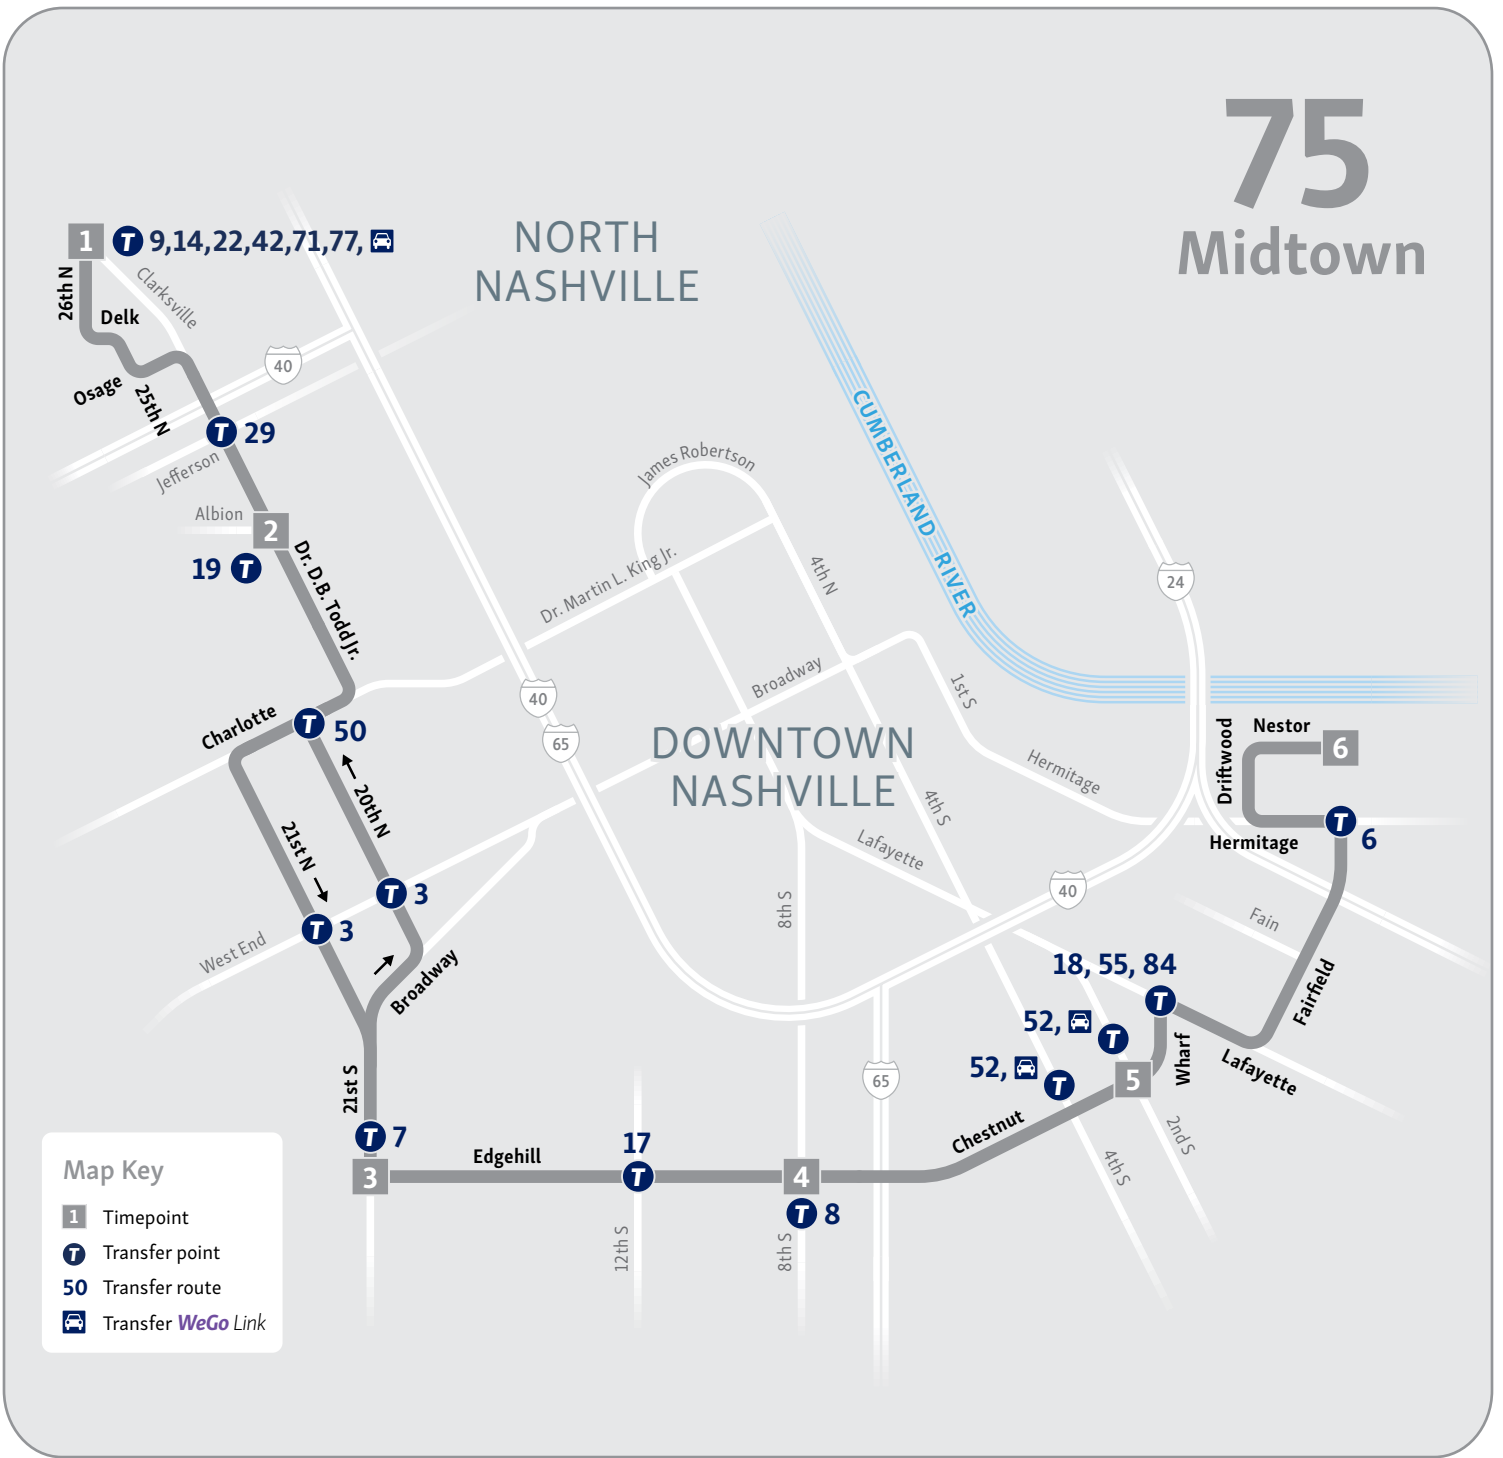 75
Midtown
NORTH
NASHVILLE
1
T
9,14,22,42,71,77,
26th N
Clarksville
Delk
Osage
25th N
40
T
29
Jefferson
Albion
2
19
T
Dr. D.B. Todd Jr.
James Robertson
Dr. Martin L. King Jr.
4th N
CUMBERLAND RIVER
24
Broadway
1st S
40
65
Charlotte
T
50
DOWNTOWN
NASHVILLE
Hermitage
4th S
Lafayette
Driftwood
Nestor
6
Hermitage
T
6
20th N
21st N
T
3
T
3
West End
Broadway
8th S
40
Fain
Fairfield
18, 55, 84
T
52,
T
52,
T
5
Wharf
Lafayette
Chestnut
2nd S
4th S
65
21st S
T
7
3
Edgehill
17
T
12th S
4
T
8
8th S
Map Key
1
Timepoint
T
Transfer point
50
Transfer route
Transfer WeGo Link